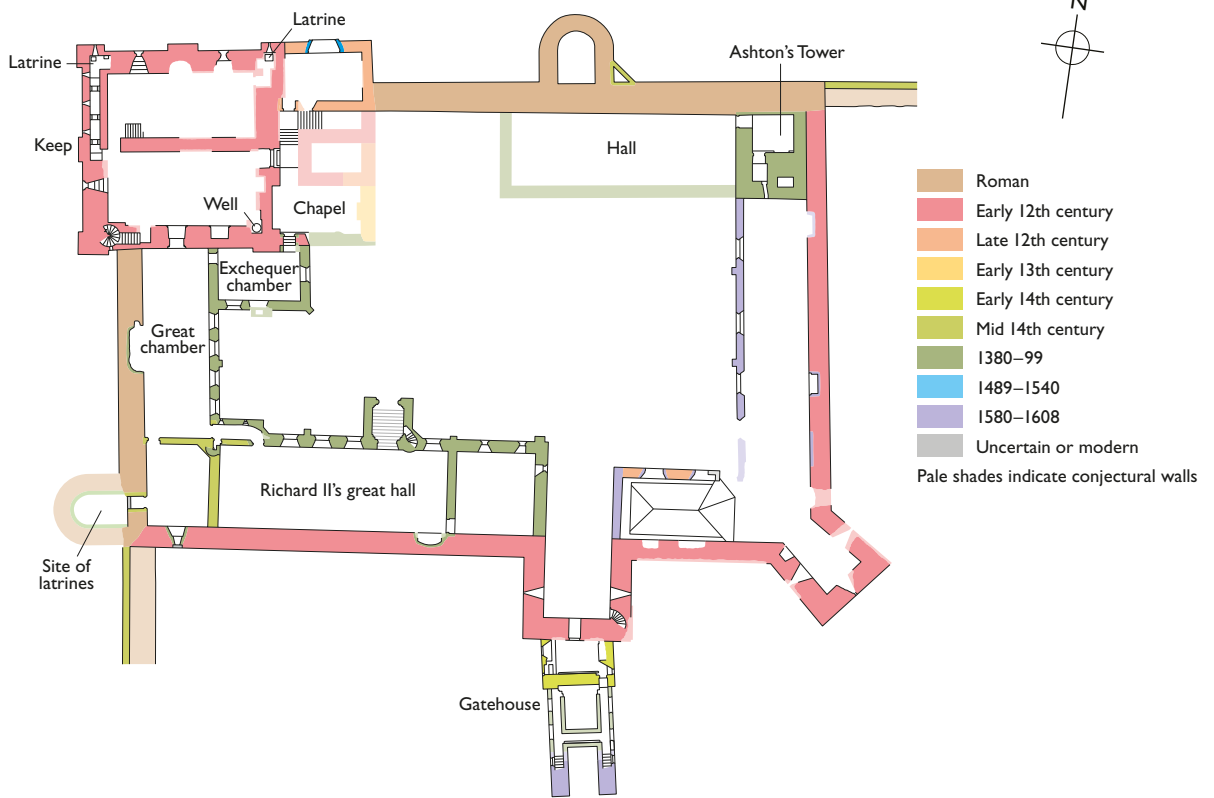 N
Latrine
Latrine
Ashton's Tower
Keep
Hall
Well
Chapel
Exchequer
chamber
Great
chamber
Richard II's great hall
Site of
latrines
Gatehouse
Roman
Early 12th century
Late 12th century
Early 13th century
Early 14th century
Mid 14th century
1380–99
1489–1540
1580–1608
Uncertain or modern
Pale shades indicate conjectural walls